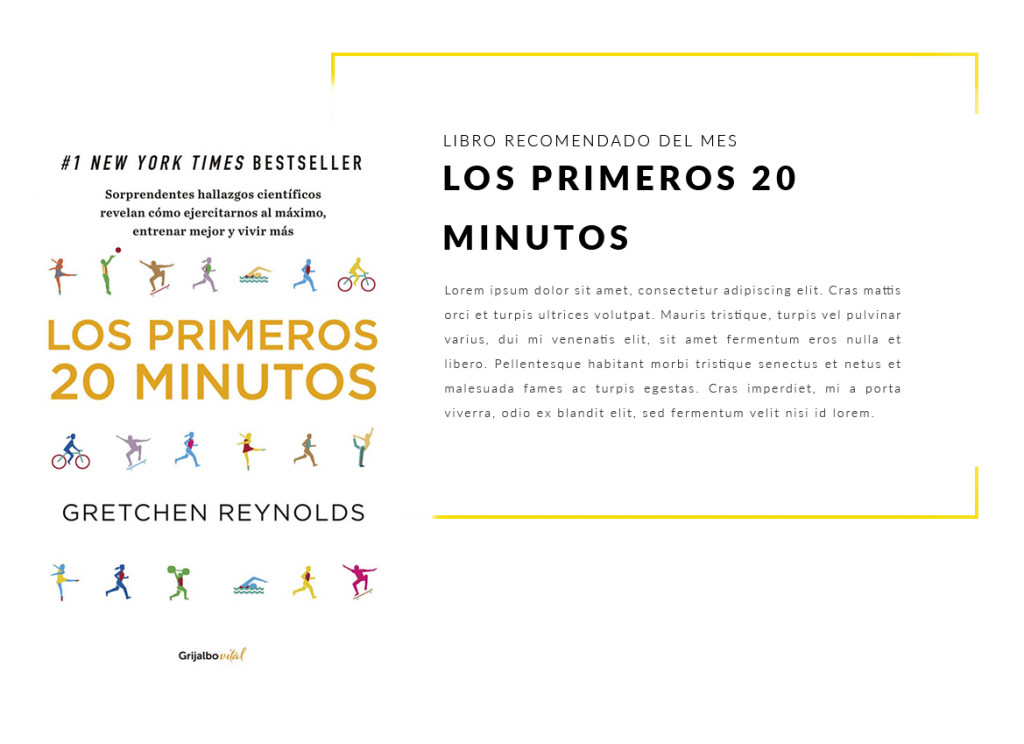 #1 NEW YORK TIMES BESTSELLER
Sorprendentes hallazgos científicos
revelan cómo ejercitarnos al máximo,
entrenar mejor y vivir más
LOS PRIMEROS
20 MINUTOS
GRETCHEN REYNOLDS
Grijalbo vital
LIBRO RECOMENDADO DEL MES
LOS PRIMEROS 20
MINUTOS
Lorem ipsum dolor sit amet, consectetur adipiscing elit. Cras mattis
orci et turpis ultrices volutpat. Mauris tristique, turpis vel pulvinar
varius, dui mi venenatis elit, sit amet fermentum eros nulla et
libero. Pellentesque habitant morbi tristique senectus et netus et
malesuada fames ac turpis egestas. Cras imperdiet, mi a porta
viverra, odio ex blandit elit, sed fermentum velit nisi id lorem.